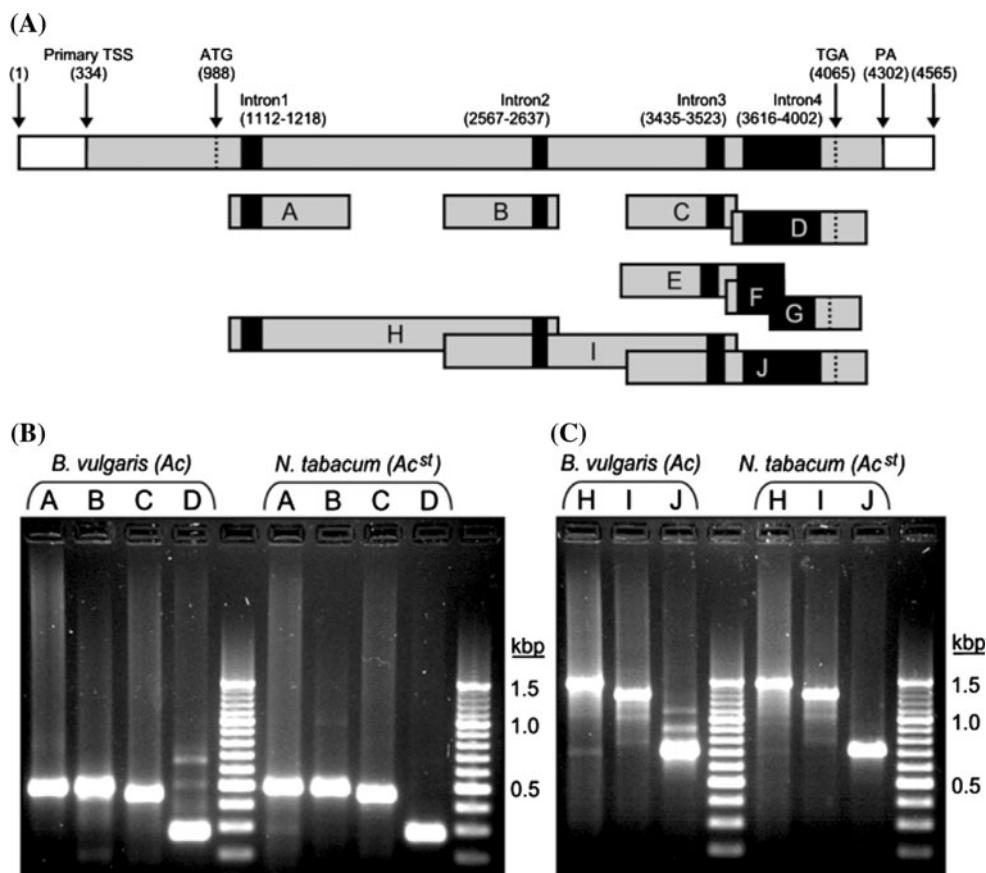 (A)
Primary TSS ATG TGA PA
(1) (334) (988) (4065) (4302) (4565)
Intron1 Intron2 Intron3 Intron4
(1112-1218) (2567-2637) (3435-3523) (3616-4002)
A B C D
E F G
H I J
(B)
B. vulgaris (Ac) N. tabacum (Ac^st)
A B C D A B C D
kbp
1.5
1.0
0.5
(C)
B. vulgaris (Ac) N. tabacum (Ac^st)
H I J H I J
kbp
1.5
1.0
0.5